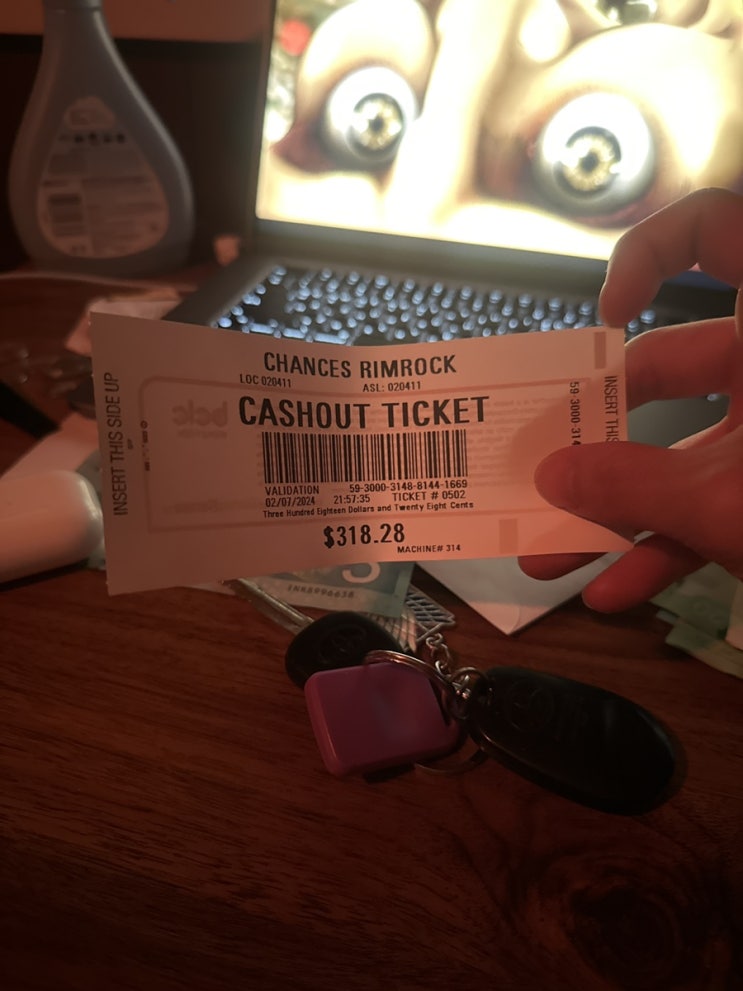 CHANCES RIMROCK
LOC 020411 ASL: 020411
CASHOUT TICKET
INSERT THIS SIDE UP
bclc
VALIDATION 59-3000-3148-8144-1669
02/07/2024 21:57:35 TICKET # 0502
Three Hundred Eighteen Dollars and Twenty Eight Cents
$318.28
MACHINE# 314
59-3000-314
INSERT THIS